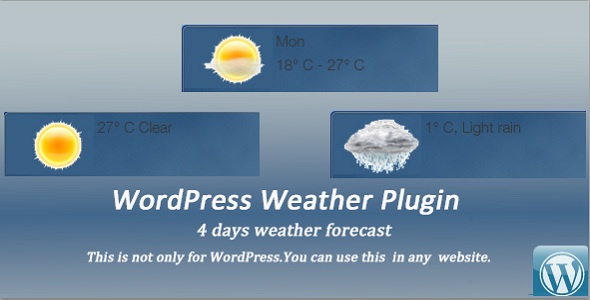 Mon
18° C - 27° C
27° C Clear
1° C, Light rain
WordPress Weather Plugin
4 days weather forecast
This is not only for WordPress.You can use this in any website.